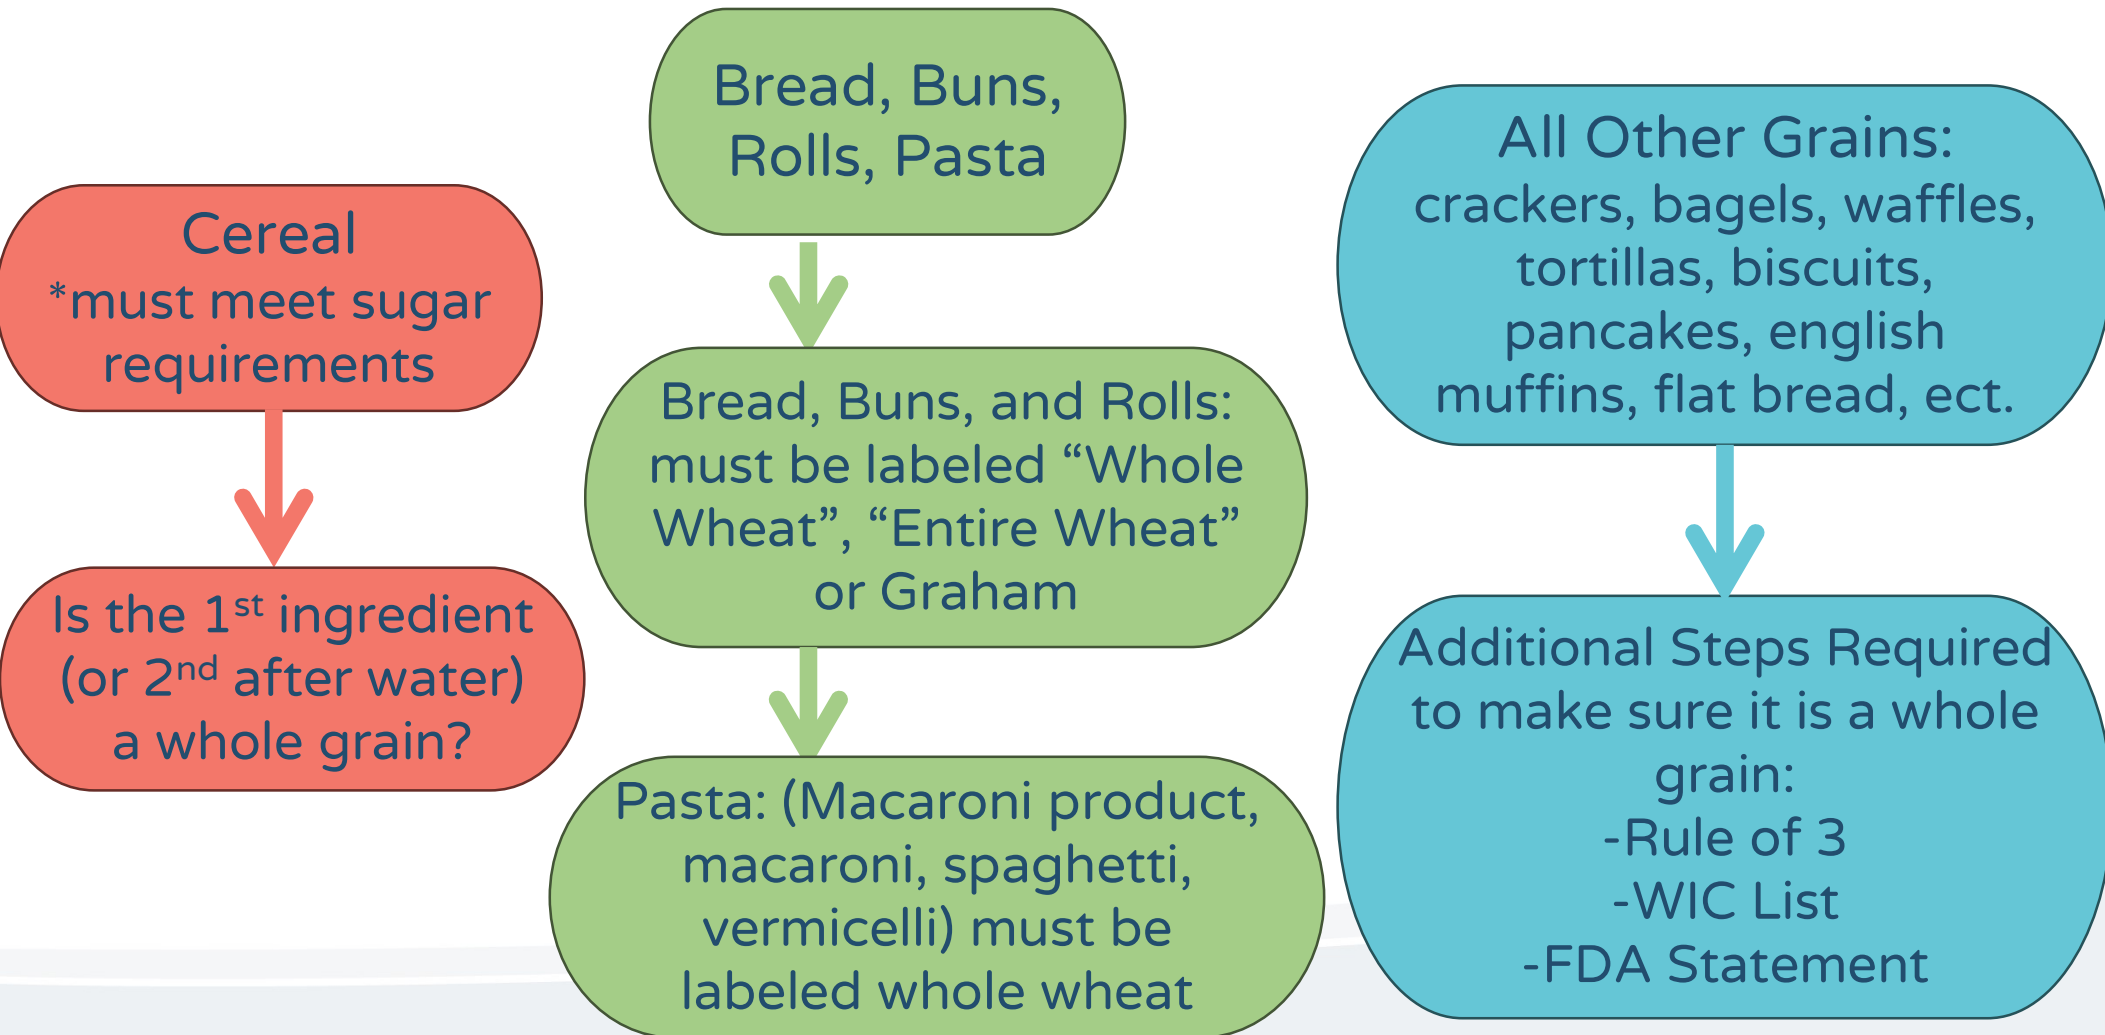 Cereal
*must meet sugar
requirements
Is the 1st ingredient
(or 2nd after water)
a whole grain?
Bread, Buns,
Rolls, Pasta
Bread, Buns, and Rolls:
must be labeled “Whole
Wheat”, “Entire Wheat”
or Graham
Pasta: (Macaroni product,
macaroni, spaghetti,
vermicelli) must be
labeled whole wheat
All Other Grains:
crackers, bagels, waffles,
tortillas, biscuits,
pancakes, english
muffins, flat bread, ect.
Additional Steps Required
to make sure it is a whole
grain:
-Rule of 3
-WIC List
-FDA Statement